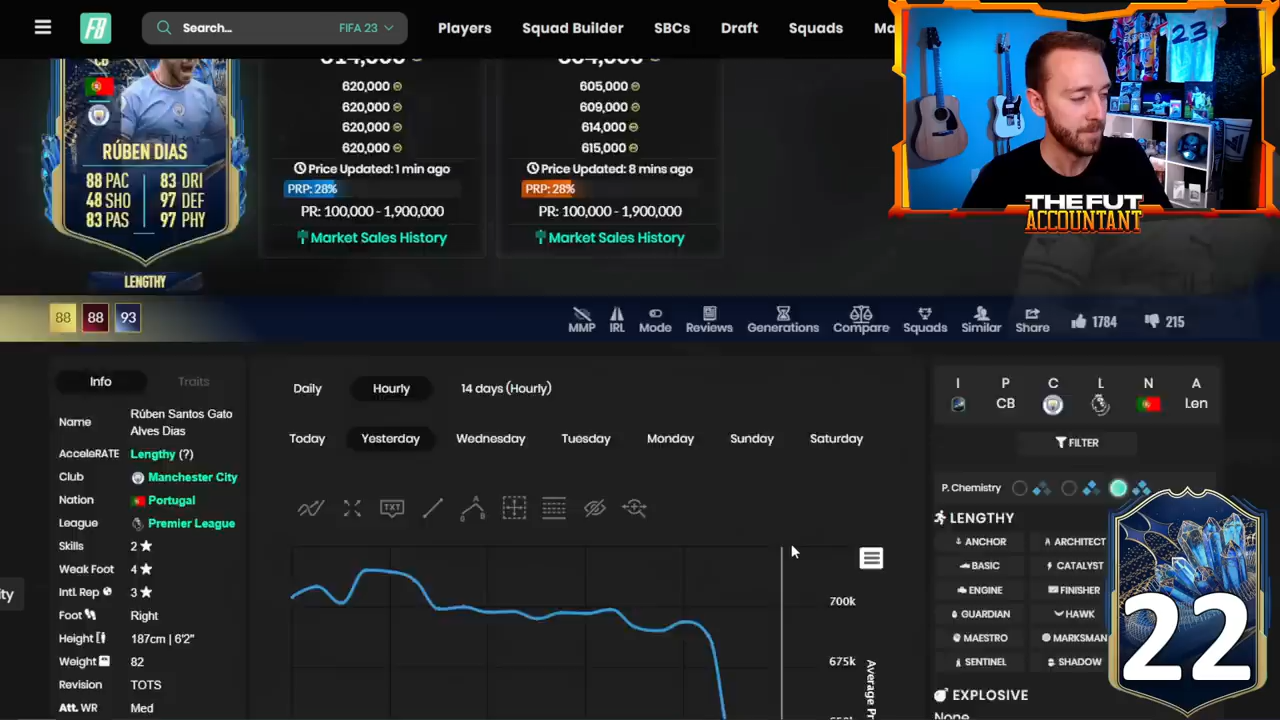 Search...
FIFA 23
Players
Squad Builder
SBCs
Draft
Squads
Ma
23
CB
RÚBEN DIAS
88 PAC 83 DRI
48 SHO 97 DEF
83 PAS 97 PHY
LENGTHY
620,000
620,000
620,000
620,000
Price Updated: 1 min ago
PRP: 28%
PR: 100,000 - 1,900,000
Market Sales History
605,000
609,000
614,000
615,000
Price Updated: 8 mins ago
PRP: 28%
PR: 100,000 - 1,900,000
Market Sales History
THE FUT
ACCOUNTANT
88 88 93
MMP
IRL
Mode
Reviews
Generations
Compare
Squads
Similar
Share
1784
215
Info
Traits
Name Rúben Santos Gato
Alves Dias
AcceleRATE Lengthy (?)
Club Manchester City
Nation Portugal
League Premier League
Skills 2
Weak Foot 4
Intl. Rep 3
Foot Right
Height 187cm | 6'2"
Weight 82
Revision TOTS
Att. WR Med
ity
Daily
Hourly
14 days (Hourly)
Today
Yesterday
Wednesday
Tuesday
Monday
Sunday
Saturday
TXT
A
700k
675k
Average Pr
I P C L N A
CB Len
FILTER
P. Chemistry
LENGTHY
ANCHOR ARCHITECT
BASIC CATALYST
ENGINE FINISHER
GUARDIAN HAWK
MAESTRO MARKSMAN
SENTINEL SHADOW
EXPLOSIVE
None
22